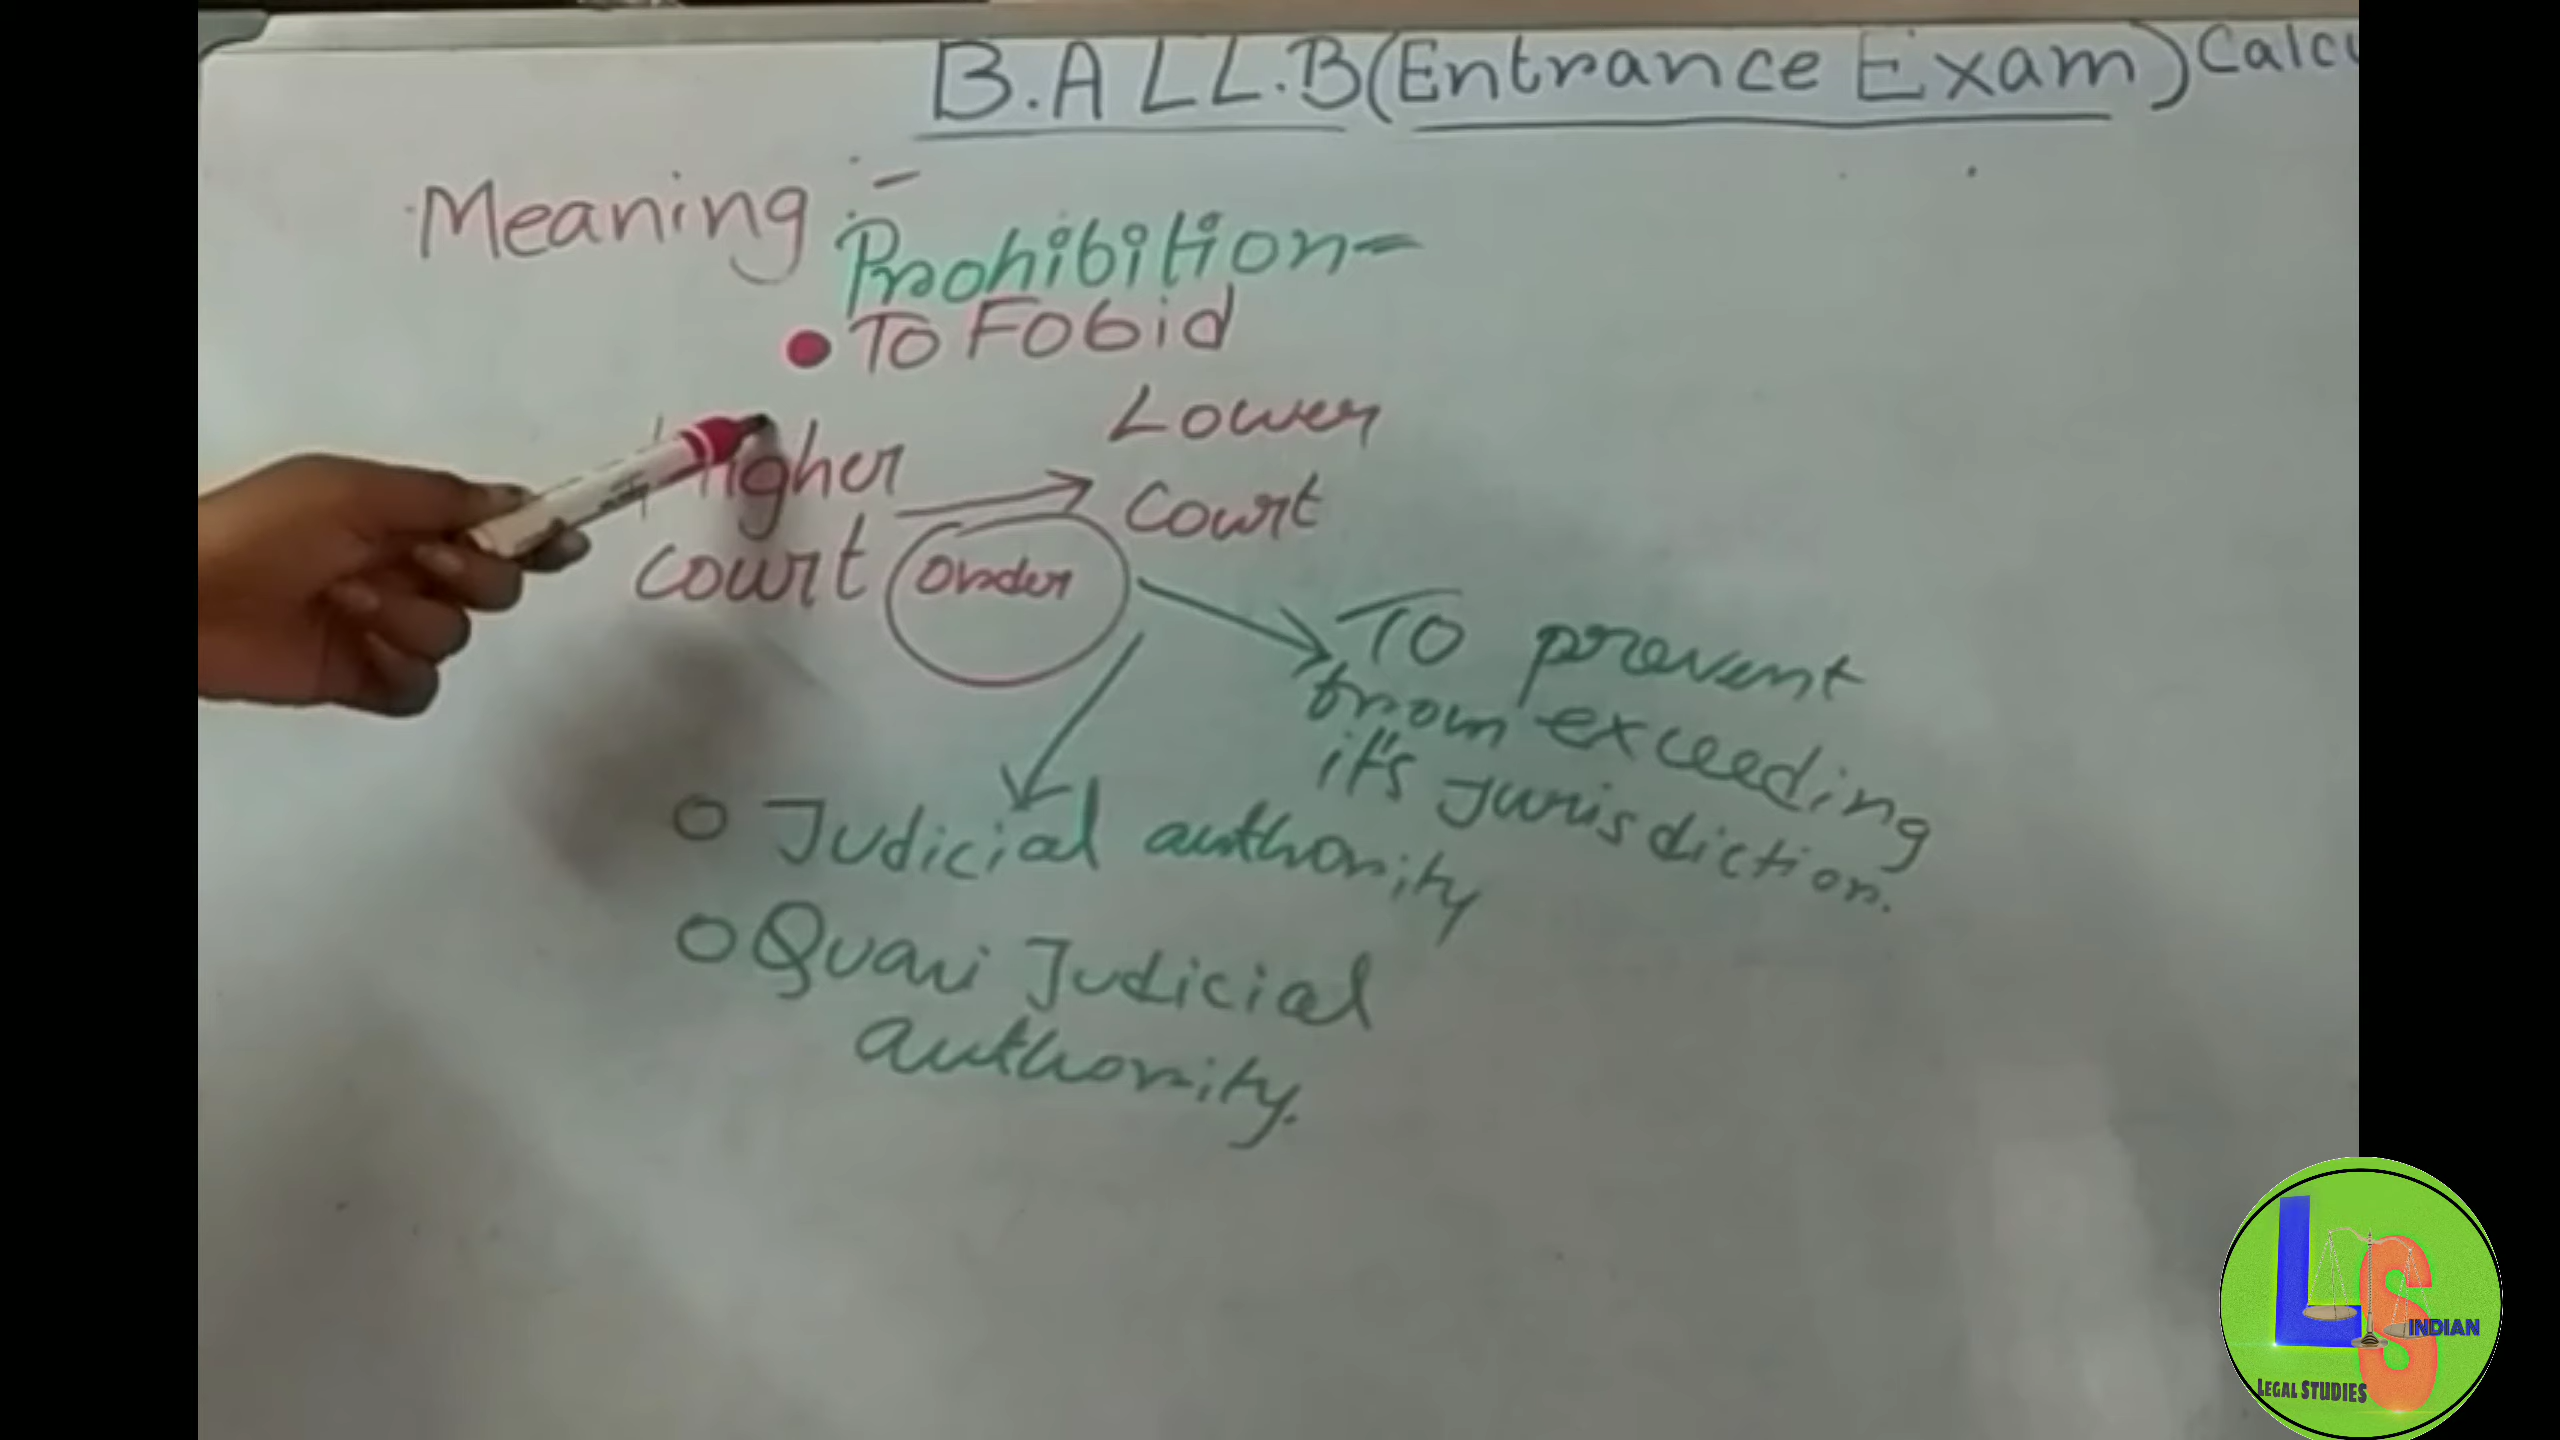 B.A LL.B (Entrance Exam) Calcu
Meaning :-
Prohibition-
• To Fobid
Higher Court
Lower Court
Order
To prevent
from exceeding
it's Jurisdiction.
o Judicial authority
o Quasi Judicial
authority.
LS
INDIAN
LEGAL STUDIES